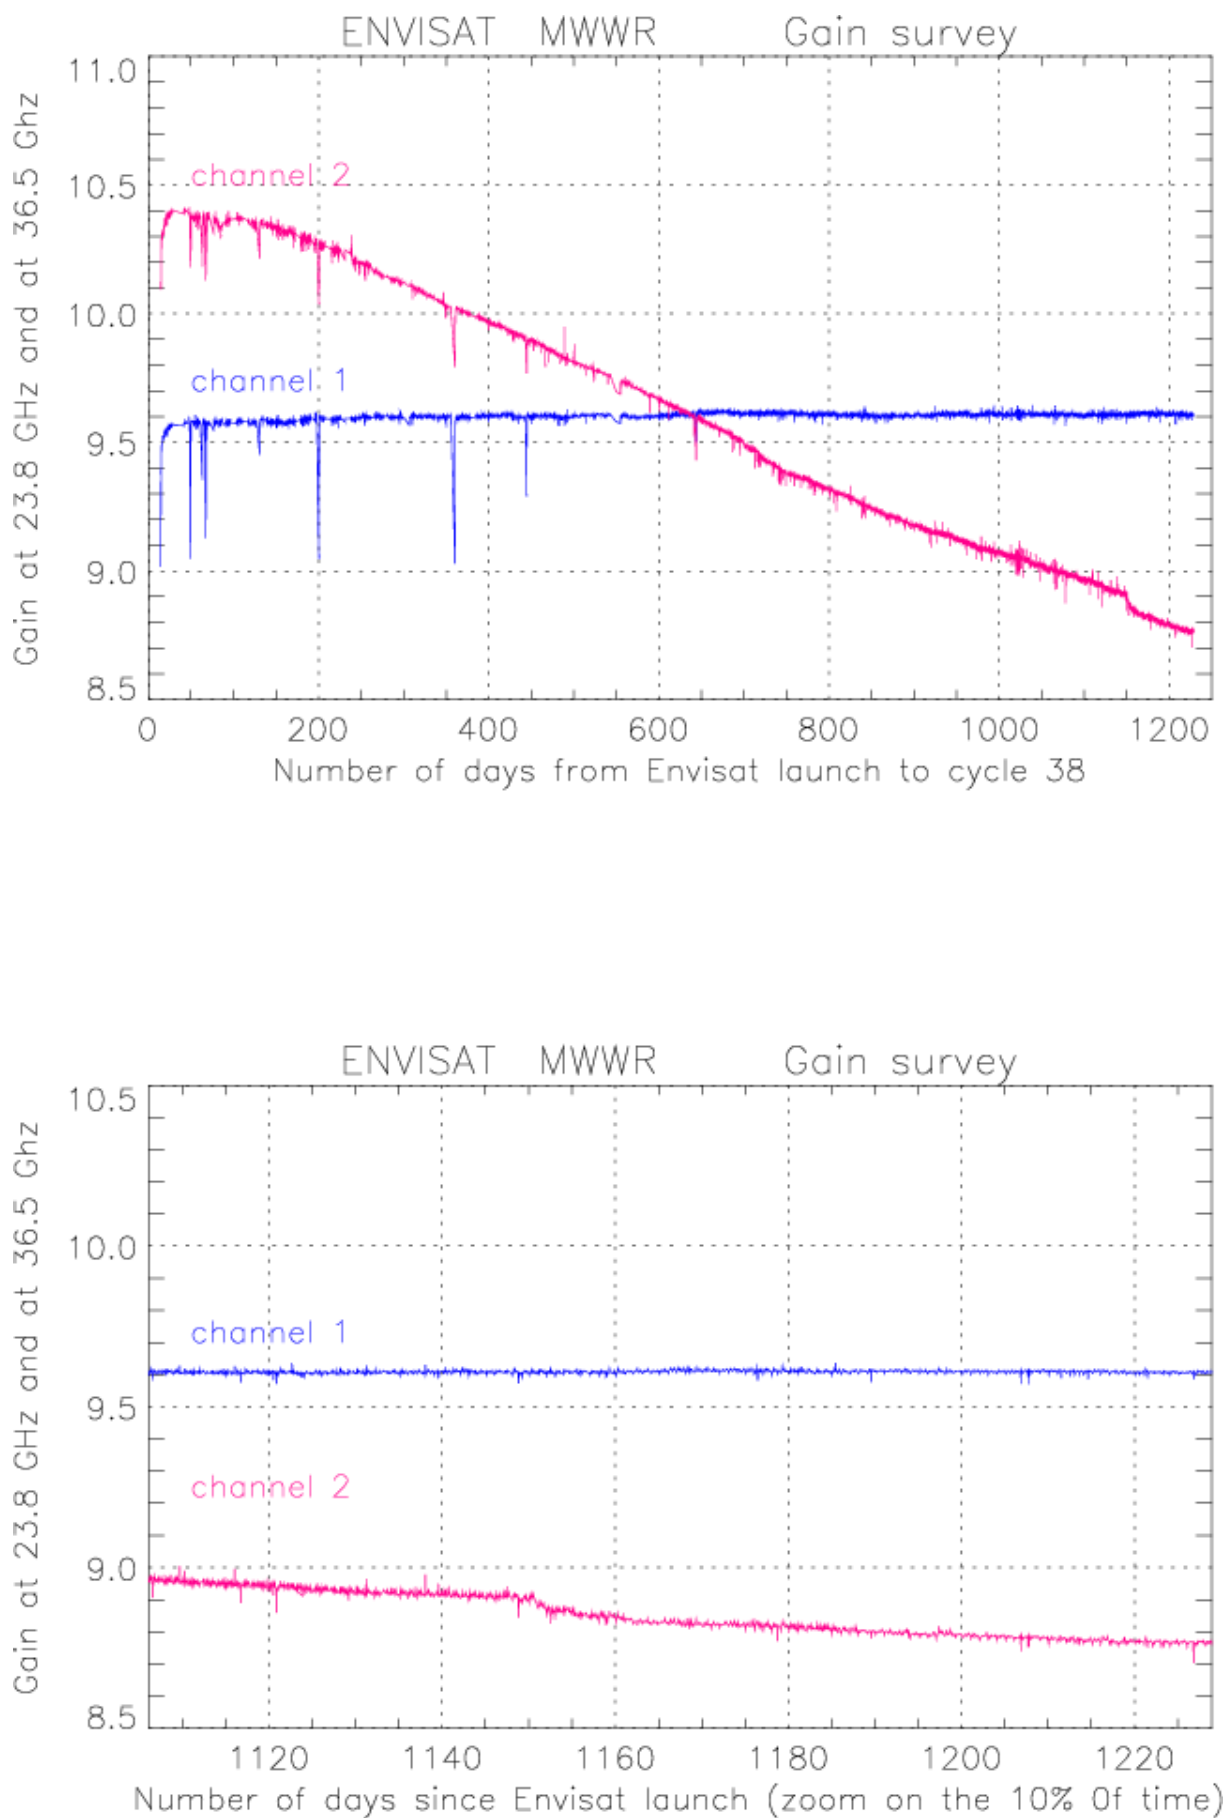 ENVISAT MWWR Gain survey
Gain at 23.8 GHz and at 36.5 Ghz
11.0
10.5
10.0
9.5
9.0
8.5
channel 2
channel 1
0 200 400 600 800 1000 1200
Number of days from Envisat launch to cycle 38
ENVISAT MWWR Gain survey
Gain at 23.8 GHz and at 36.5 Ghz
10.5
10.0
9.5
9.0
8.5
channel 1
channel 2
1120 1140 1160 1180 1200 1220
Number of days since Envisat launch (zoom on the 10% 0f time)